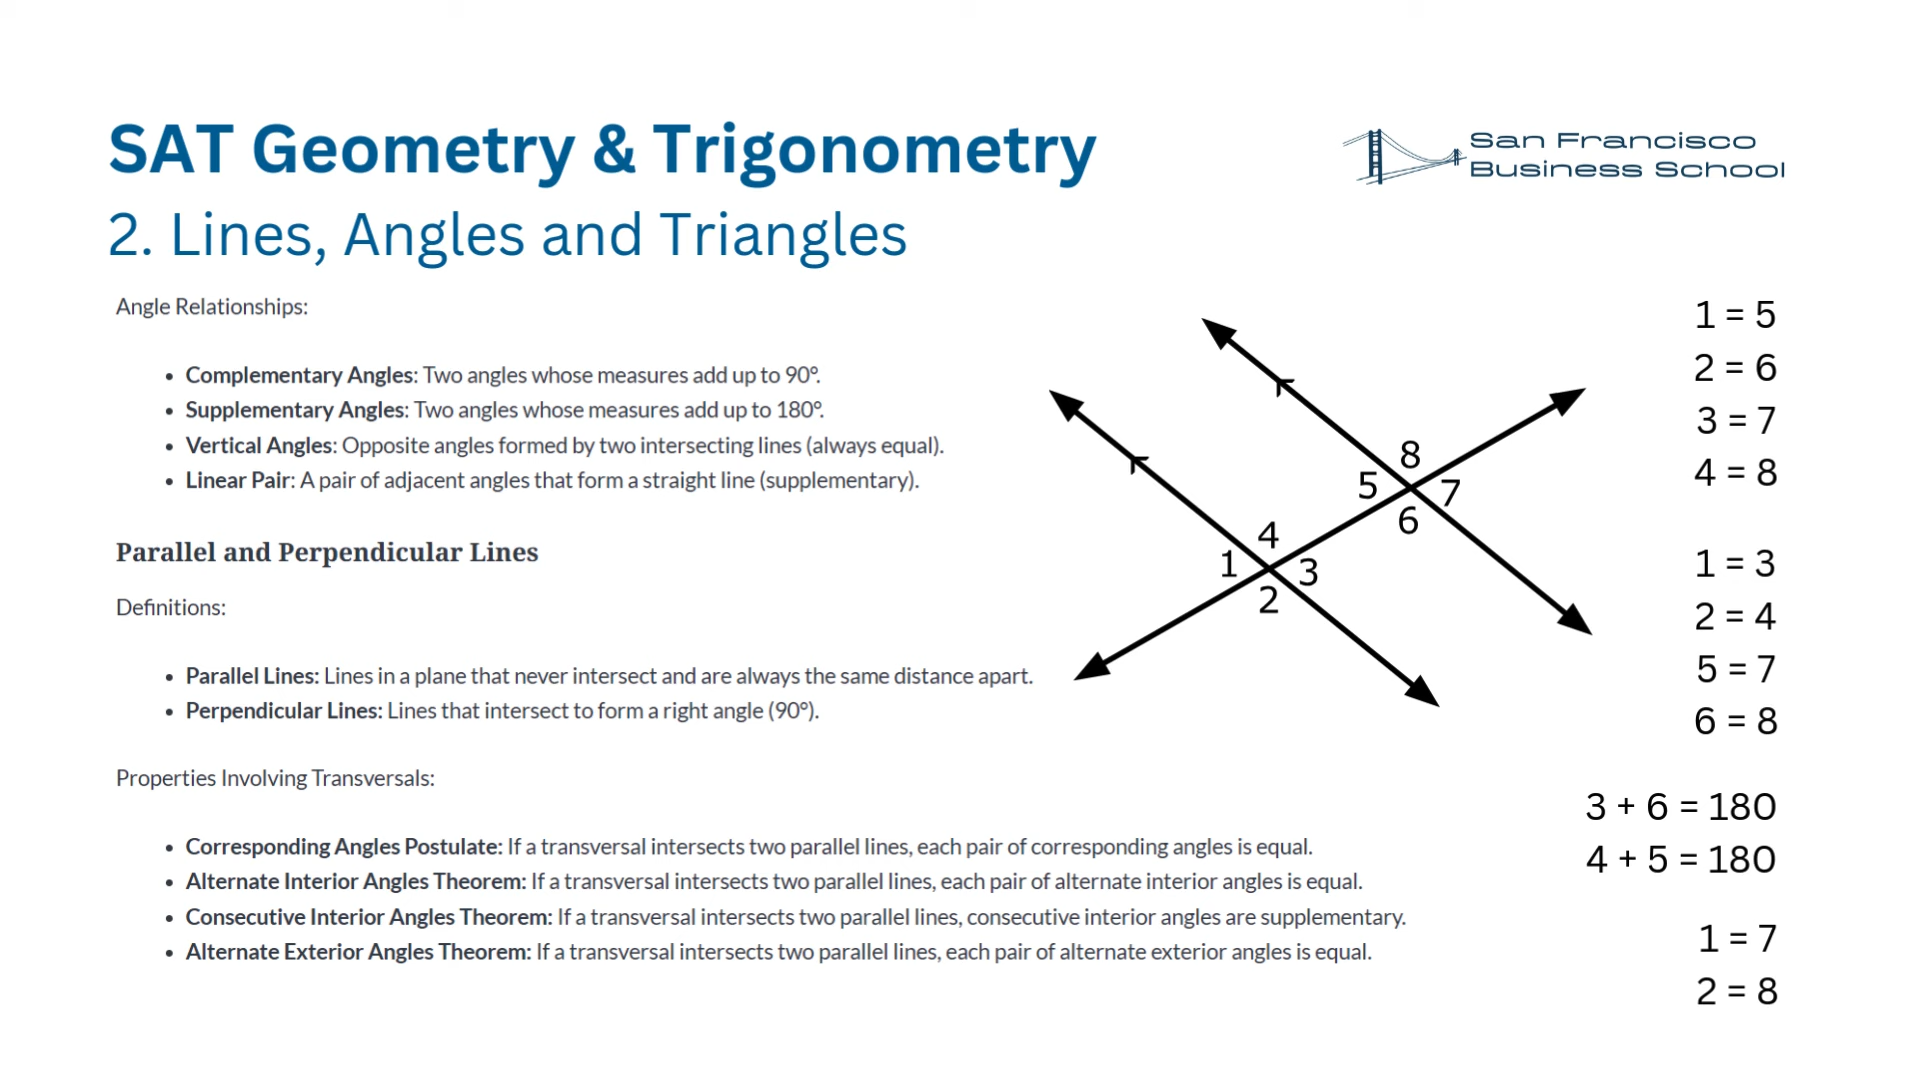 SAT Geometry & Trigonometry
San Francisco
Business School
2. Lines, Angles and Triangles
Angle Relationships:
Complementary Angles: Two angles whose measures add up to 90°.
Supplementary Angles: Two angles whose measures add up to 180°.
Vertical Angles: Opposite angles formed by two intersecting lines (always equal).
Linear Pair: A pair of adjacent angles that form a straight line (supplementary).
Parallel and Perpendicular Lines
Definitions:
Parallel Lines: Lines in a plane that never intersect and are always the same distance apart.
Perpendicular Lines: Lines that intersect to form a right angle (90°).
Properties Involving Transversals:
Corresponding Angles Postulate: If a transversal intersects two parallel lines, each pair of corresponding angles is equal.
Alternate Interior Angles Theorem: If a transversal intersects two parallel lines, each pair of alternate interior angles is equal.
Consecutive Interior Angles Theorem: If a transversal intersects two parallel lines, consecutive interior angles are supplementary.
Alternate Exterior Angles Theorem: If a transversal intersects two parallel lines, each pair of alternate exterior angles is equal.
8
5
7
6
4
1
3
2
1 = 5
2 = 6
3 = 7
4 = 8
1 = 3
2 = 4
5 = 7
6 = 8
3 + 6 = 180
4 + 5 = 180
1 = 7
2 = 8